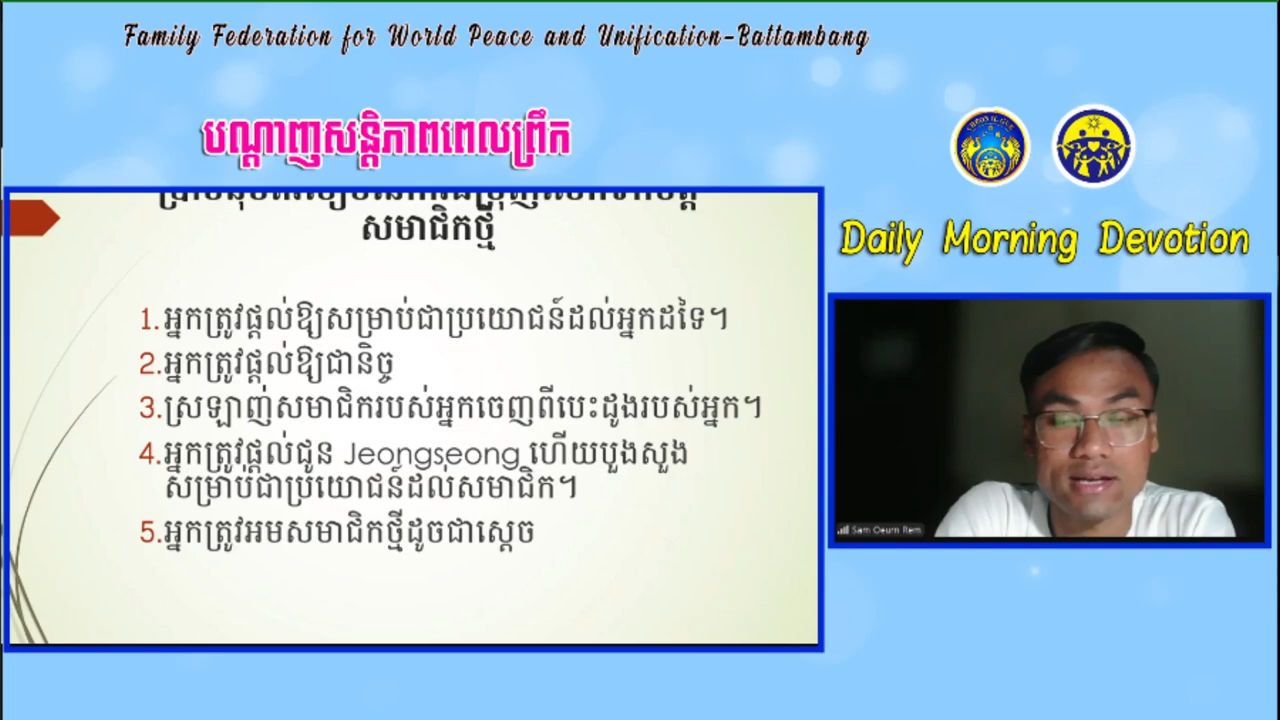 Family Federation for World Peace and Unification-Battambang
បណ្ដាញសន្តិភាពពេលព្រឹក
Daily Morning Devotion
សមាជិកថ្មី
1.អ្នកត្រូវផ្ដល់ឱ្យសម្រាប់ជាប្រយោជន៍ដល់អ្នកដទៃ។
2.អ្នកត្រូវផ្ដល់ឱ្យជានិច្ច
3.ស្រឡាញ់សមាជិករបស់អ្នកចេញពីបេះដូងរបស់អ្នក។
4.អ្នកត្រូវផ្ដល់ជូន Jeongseong ហើយបួងសួង
សម្រាប់ជាប្រយោជន៍ដល់សមាជិក។
5.អ្នកត្រូវអមសមាជិកថ្មីដូចជាស្ដេច
Sam Oeurn Rem